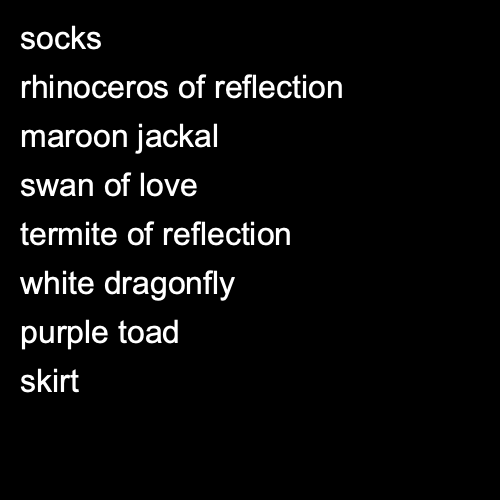 socks
rhinoceros of reflection
maroon jackal
swan of love
termite of reflection
white dragonfly
purple toad
skirt